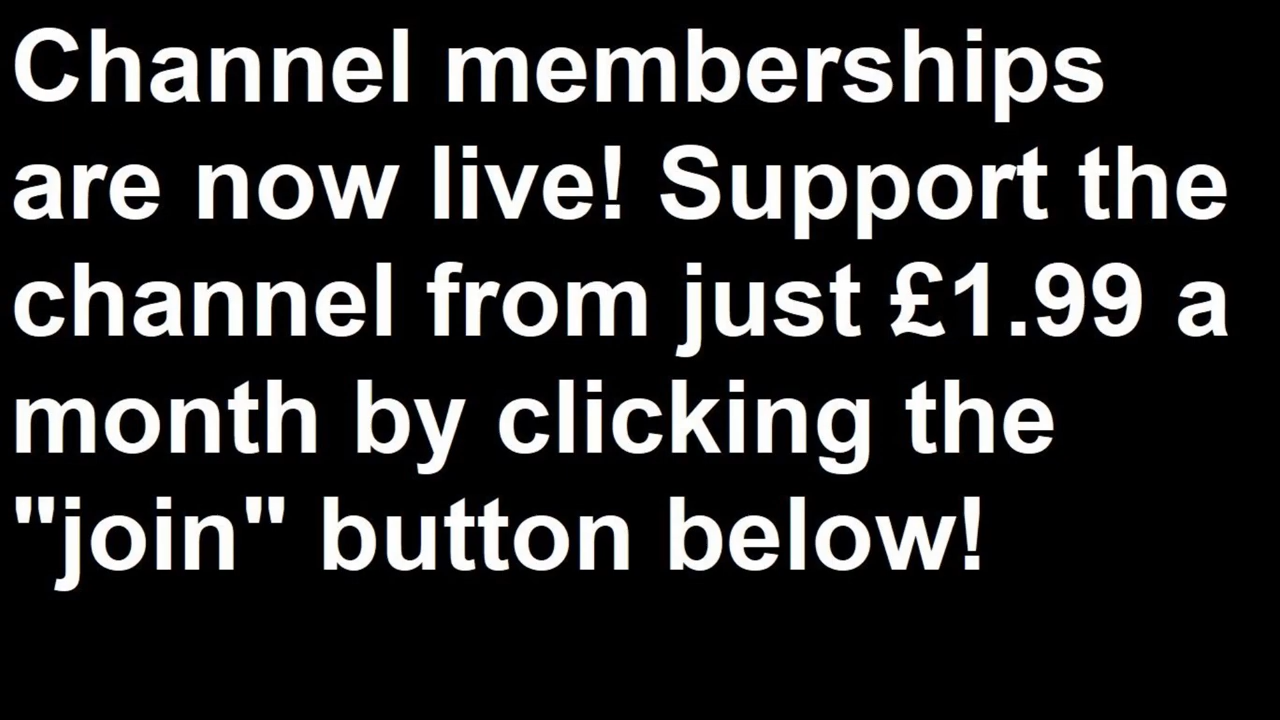 Channel memberships
are now live! Support the
channel from just £1.99 a
month by clicking the
"join" button below!